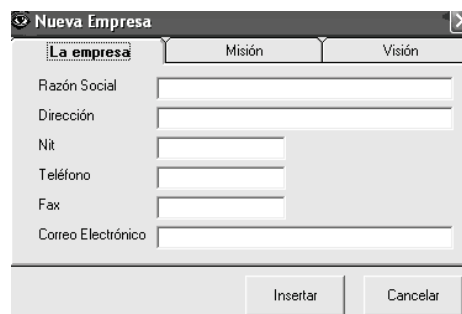 Nueva Empresa
La empresa Misión Visión
Razón Social
Dirección
Nit
Teléfono
Fax
Correo Electrónico
Insertar Cancelar